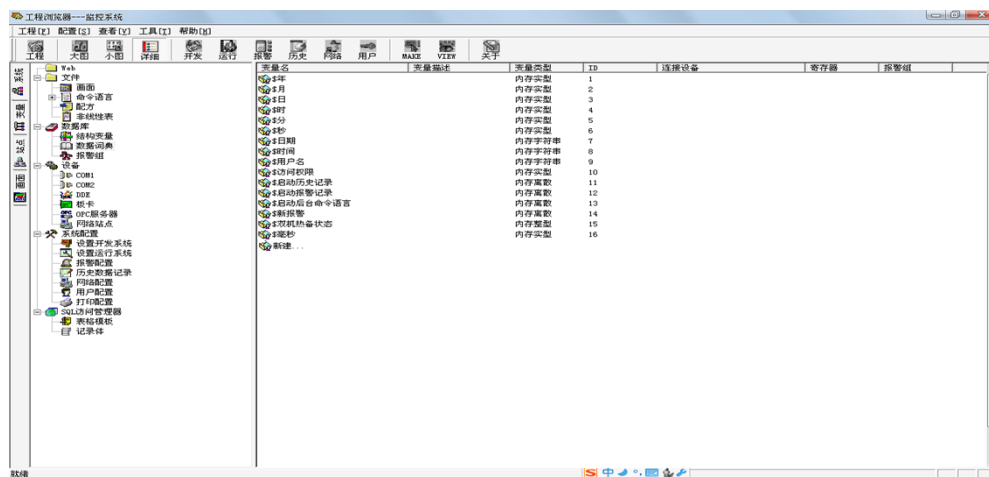 工程浏览器---监控系统
工程[F] 配置[S] 查看[V] 工具[T] 帮助[H]
工程 大图 小图 详细 开发 运行 报警 历史 网络 用户 MAKE VIEW 关于
系统
变量
站点
画面
Web
文件
画面
命令语言
配方
非线性表
数据库
结构变量
数据词典
报警组
设备
COM1
COM2
DDE
板卡
OPC服务器
网络站点
系统配置
设置开发系统
设置运行系统
报警配置
历史数据记录
网络配置
用户配置
打印配置
SQL访问管理器
表格模板
记录体
变量名 变量描述 变量类型 ID 连接设备 寄存器 报警组
$年 内存实型 1
$月 内存实型 2
$日 内存实型 3
$时 内存实型 4
$分 内存实型 5
$秒 内存实型 6
$日期 内存字符串 7
$时间 内存字符串 8
$用户名 内存字符串 9
$访问权限 内存实型 10
$启动历史记录 内存离散 11
$启动报警记录 内存离散 12
$启动后台命令语言 内存离散 13
$新报警 内存离散 14
$双机热备状态 内存整型 15
$毫秒 内存实型 16
新建...
就绪
S 中